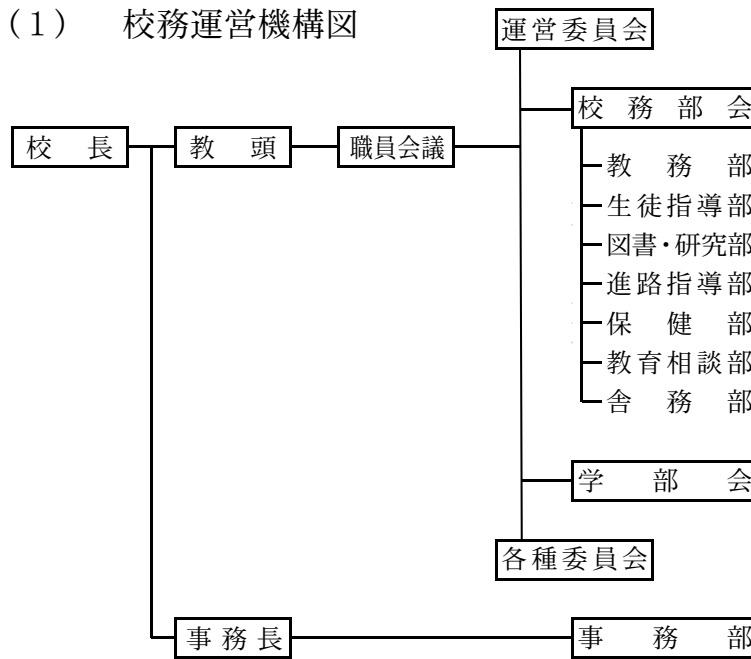 （１）　校務運営機構図
運営委員会
校務部会
校長
教頭
職員会議
教務部
生徒指導部
図書・研究部
進路指導部
保健部
教育相談部
舎務部
学部会
各種委員会
事務長
事務部